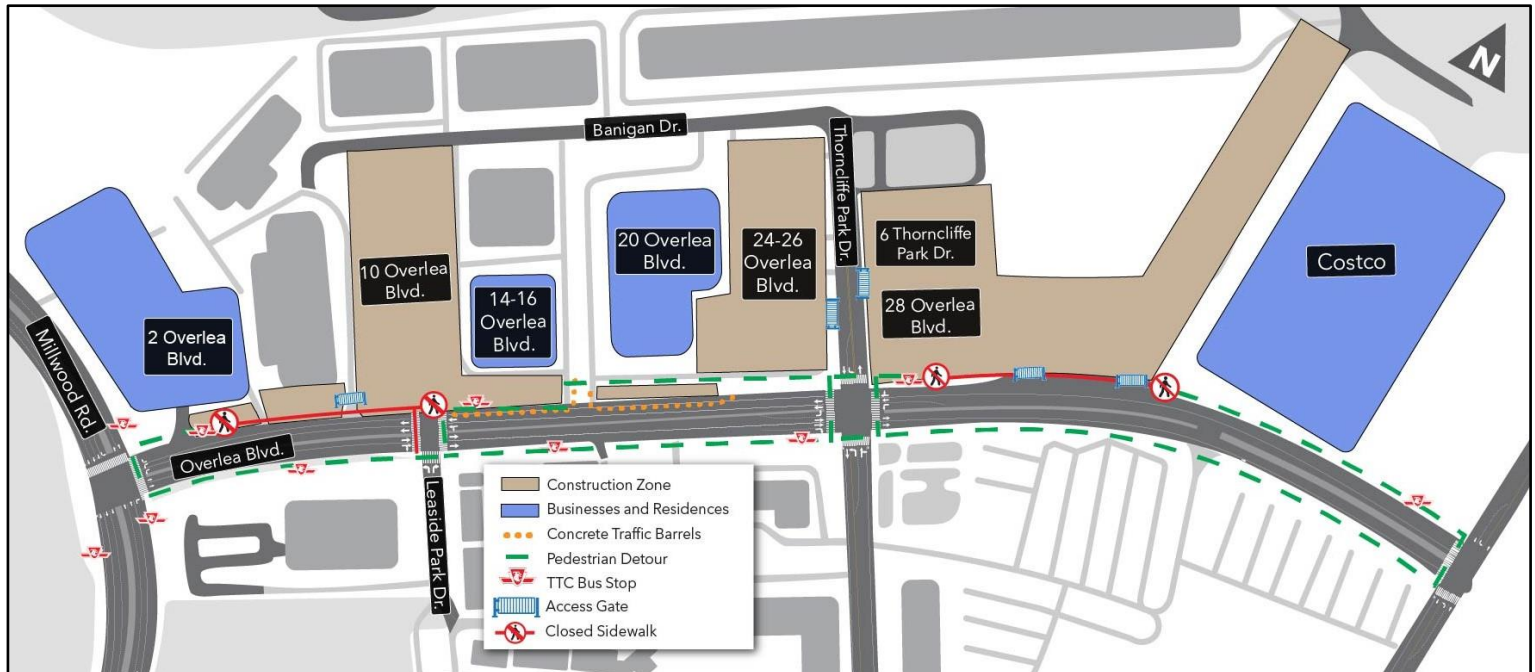 N
Banigan Dr.
Thorncliffe Park Dr.
20 Overlea
Blvd.
24-26
Overlea
Blvd.
6 Thorncliffe
Park Dr.
Costco
10 Overlea
Blvd.
14-16
Overlea
Blvd.
28 Overlea
Blvd.
2 Overlea
Blvd.
Millwood Rd.
Overlea Blvd.
Leaside Park Dr.
Construction Zone
Businesses and Residences
Concrete Traffic Barrels
Pedestrian Detour
TTC Bus Stop
Access Gate
Closed Sidewalk